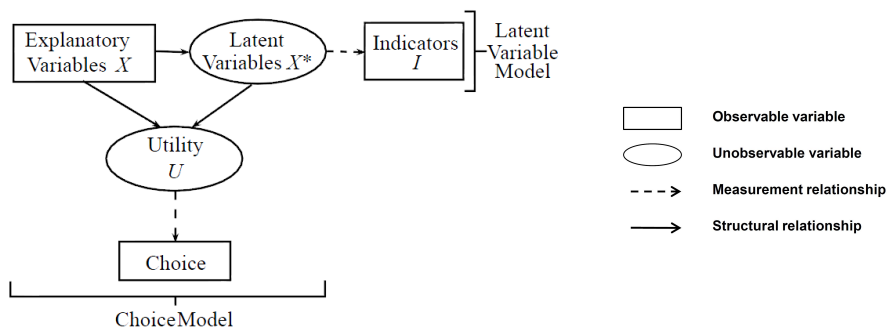 Explanatory
Variables X
Latent
Variables X*
Indicators
I
Latent
Variable
Model
Utility
U
Choice
ChoiceModel
Observable variable
Unobservable variable
Measurement relationship
Structural relationship